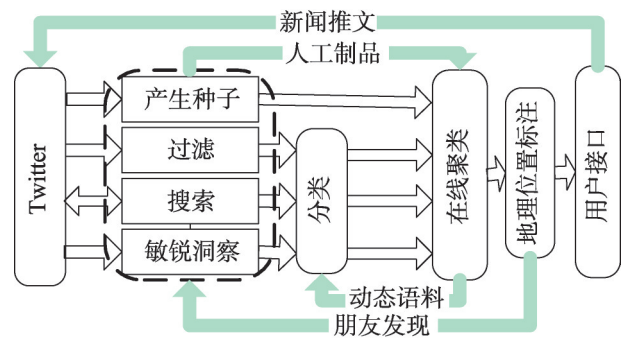 新闻推文
人工制品
Twitter
产生种子
过滤
搜索
敏锐洞察
分类
在线聚类
地理位置标注
用户接口
动态语料
朋友发现